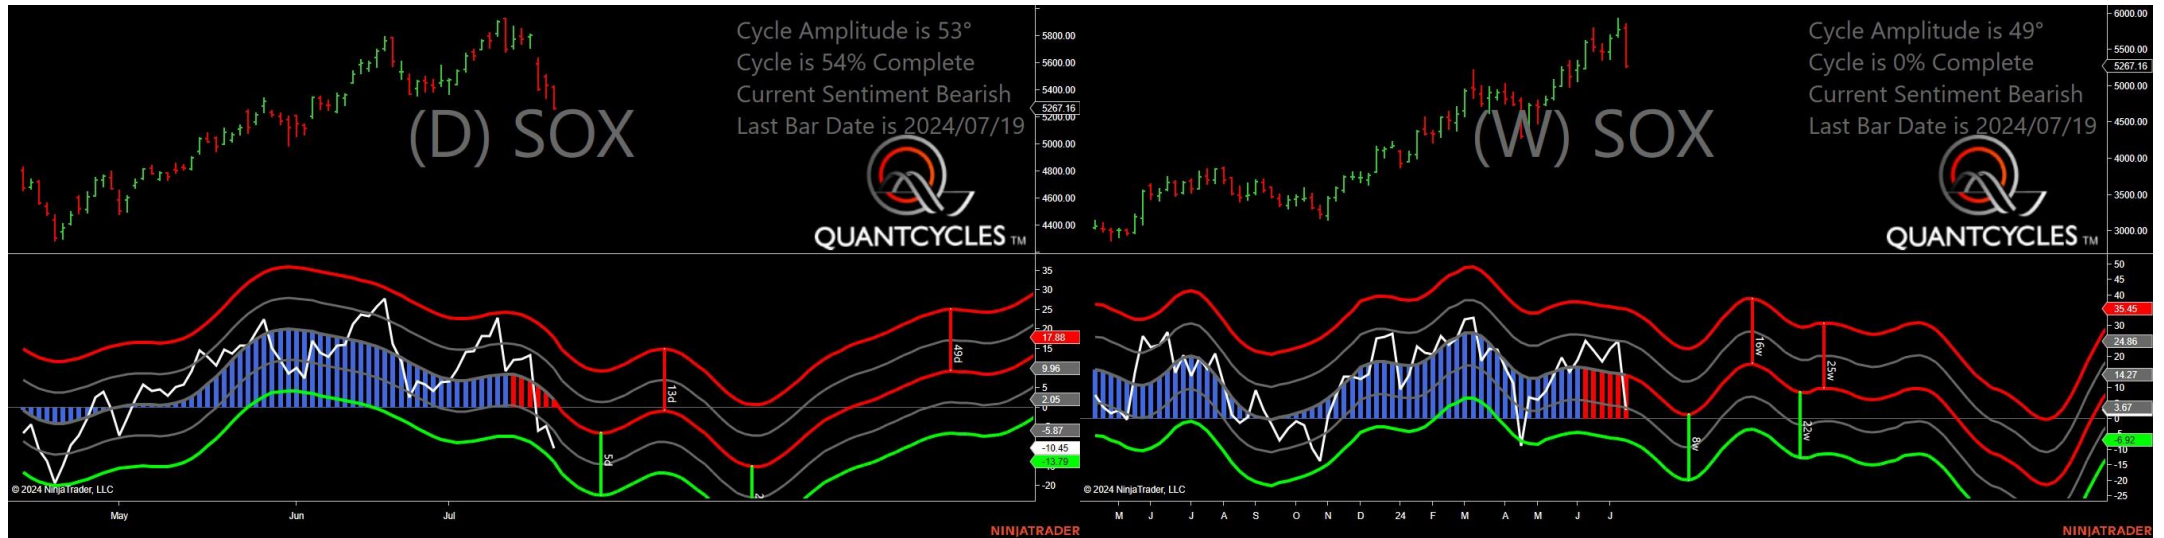 Cycle Amplitude is 53°
Cycle is 54% Complete
Current Sentiment Bearish
Last Bar Date is 2024/07/19
(D) SOX
QUANTCYCLES TM
5800.00
5600.00
5400.00
5267.16
5200.00
5000.00
4800.00
4600.00
4400.00
35
30
25
20
17.88
15
9.96
5
2.05
0
-5.87
-10.45
-13.79
-20
13d
49d
5d
2
© 2024 NinjaTrader, LLC
May Jun Jul
NINJATRADER
Cycle Amplitude is 49°
Cycle is 0% Complete
Current Sentiment Bearish
Last Bar Date is 2024/07/19
(W) SOX
QUANTCYCLES TM
6000.00
5500.00
5267.16
5000.00
4500.00
4000.00
3500.00
3000.00
50
45
40
35.45
30
24.86
20
14.27
10
3.67
-6.92
-10
-15
-20
-25
16w
25w
8w
22w
© 2024 NinjaTrader, LLC
M J J A S O N D 24 F M A M J J
NINJATRADER